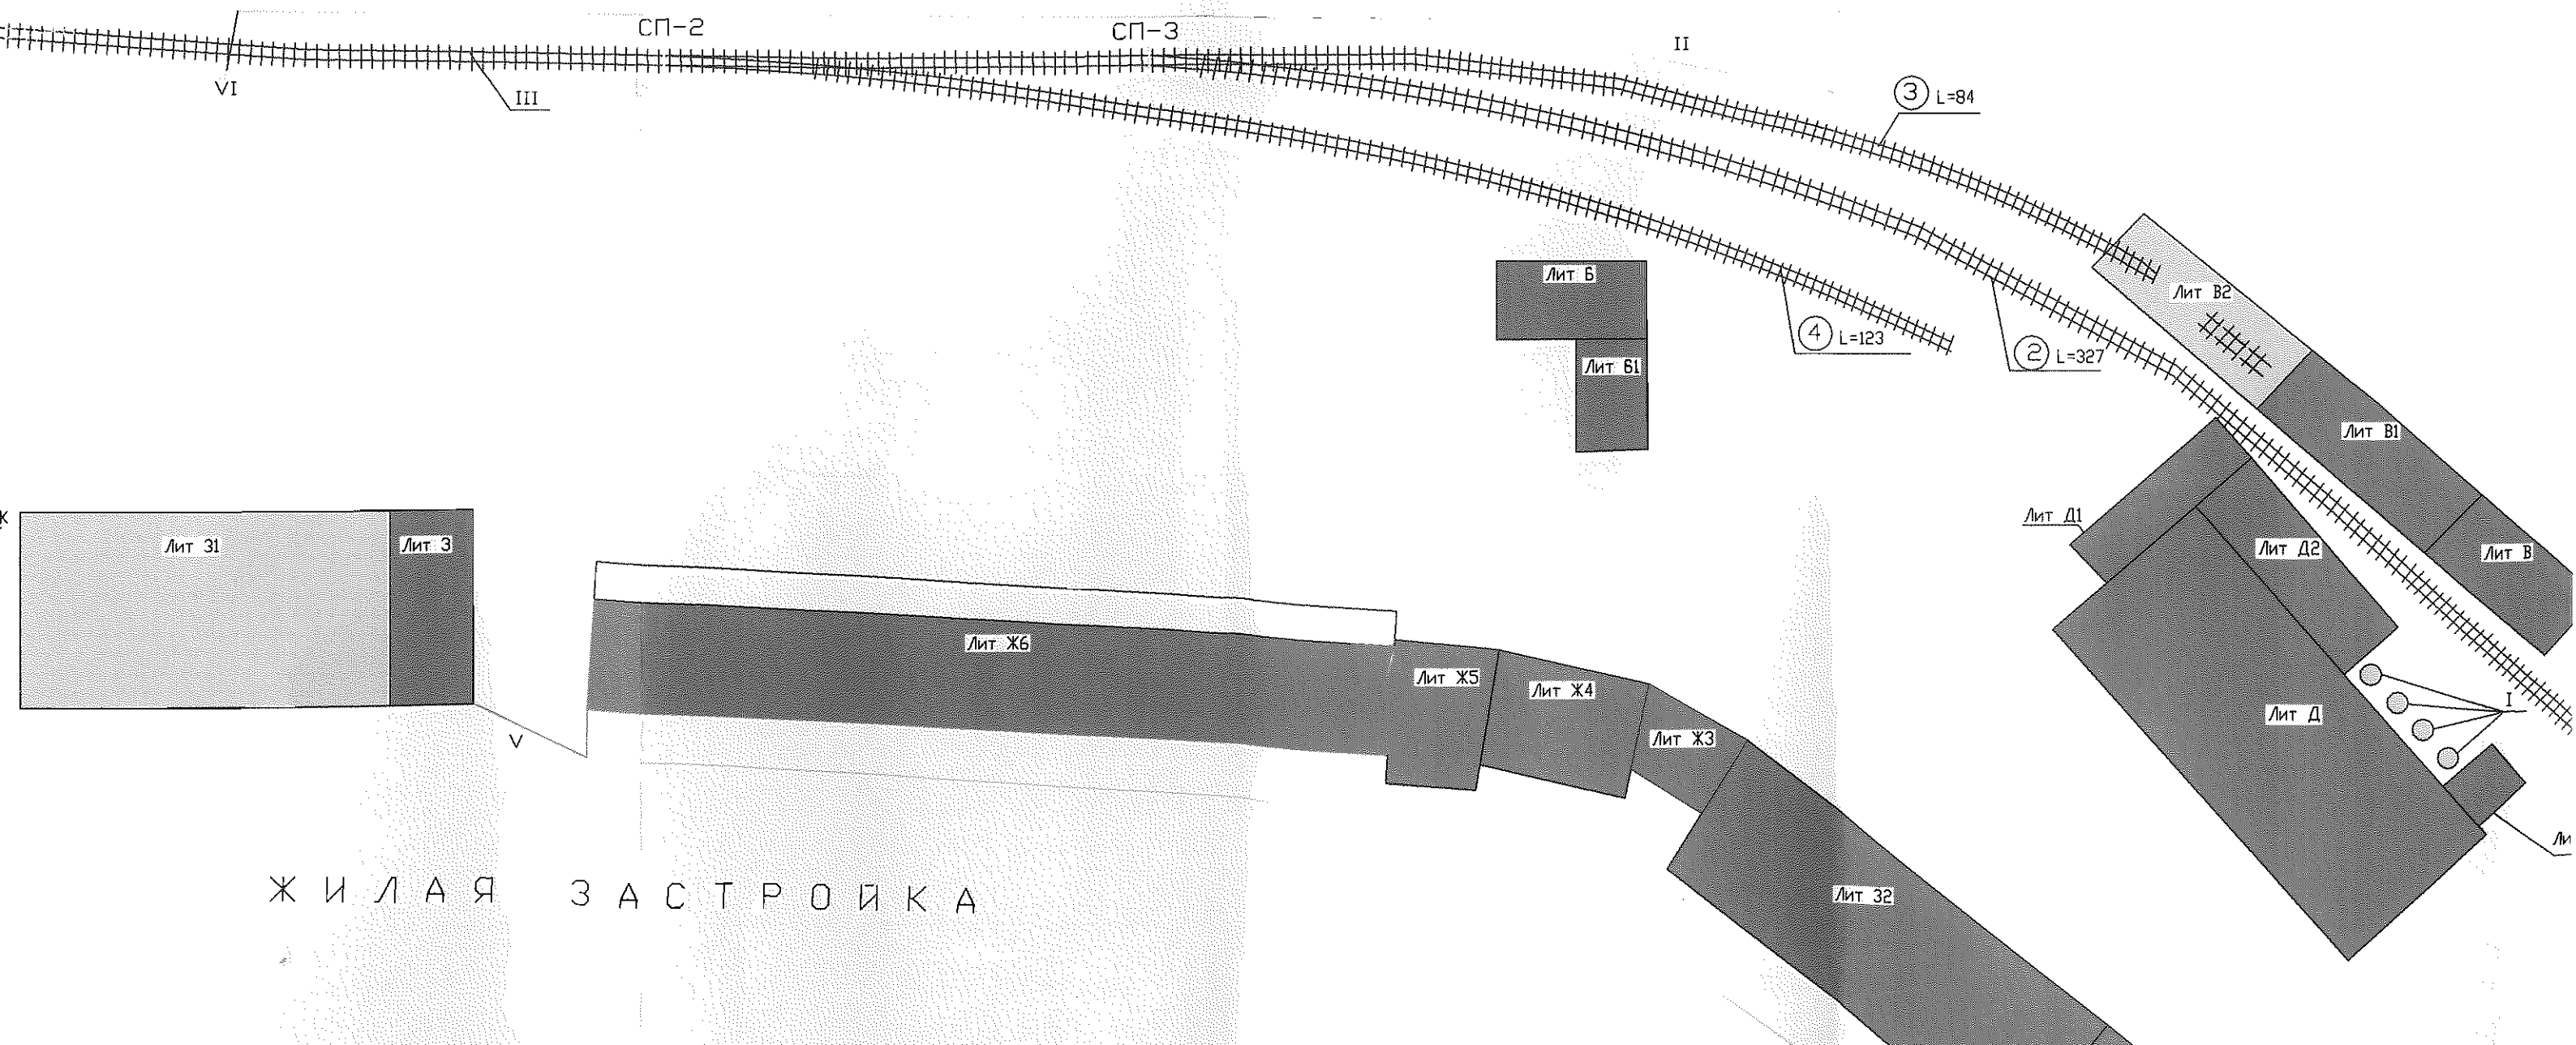 СП-2
СП-3
II
VI
III
3 L=84
Лит Б
Лит В2
4 L=123
2 L=327
Лит Б1
Лит В1
Лит Д1
Лит З1
Лит З
Лит Д2
Лит В
Лит Ж6
Лит Ж5
Лит Ж4
I
Лит Д
V
Лит Ж3
ЖИЛАЯ ЗАСТРОЙКА
Лит З2